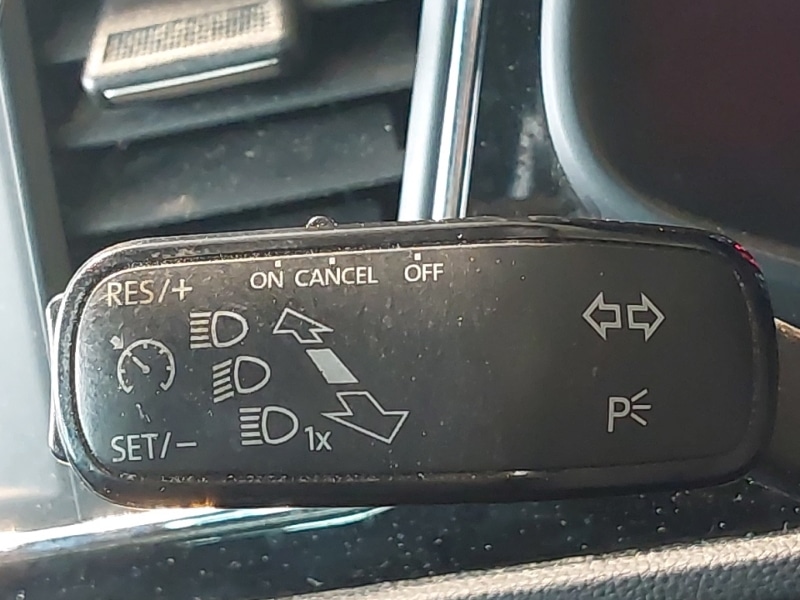 ON CANCEL OFF
RES/+
1x
SET/-
P